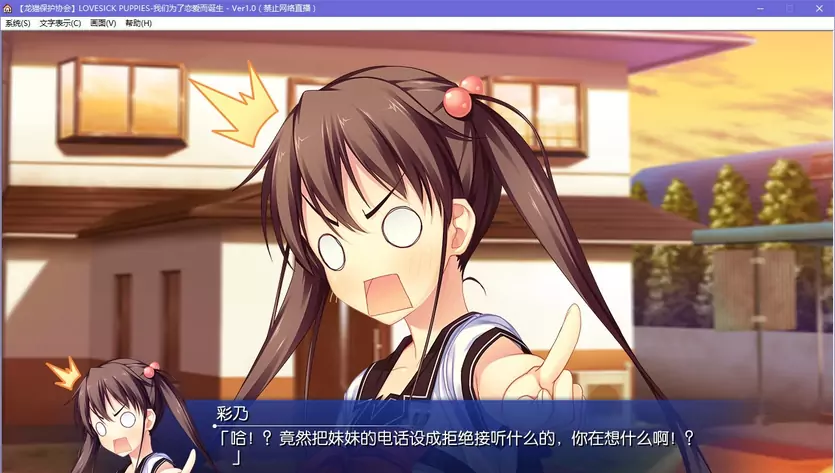 【龙猫保护协会】LOVESICK PUPPIES-我们为了恋爱而诞生 - Ver1.0（禁止网络直播）
系统(S) 文字表示(C) 画面(V) 帮助(H)
彩乃
「哈！？竟然把妹妹的电话设成拒绝接听什么的，你在想什么啊！？
」